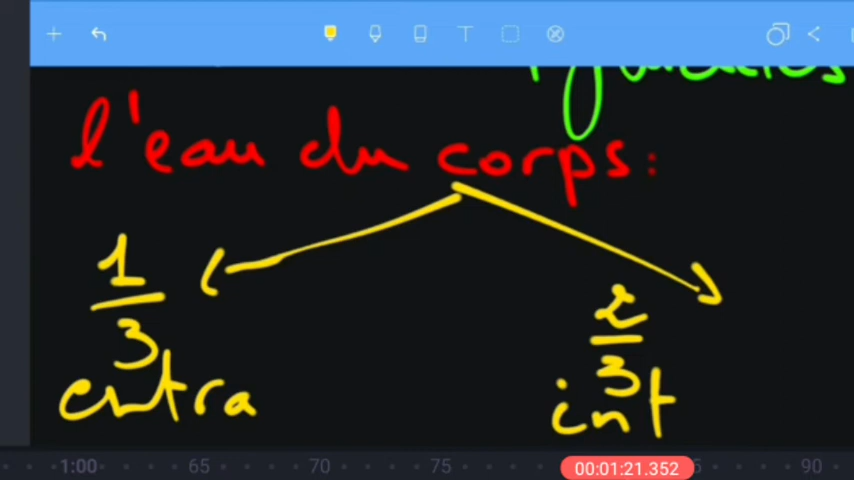 l'eau du corps:
1/3
2/3
extra
int
1:00 65 70 75 00:01:21.352 90